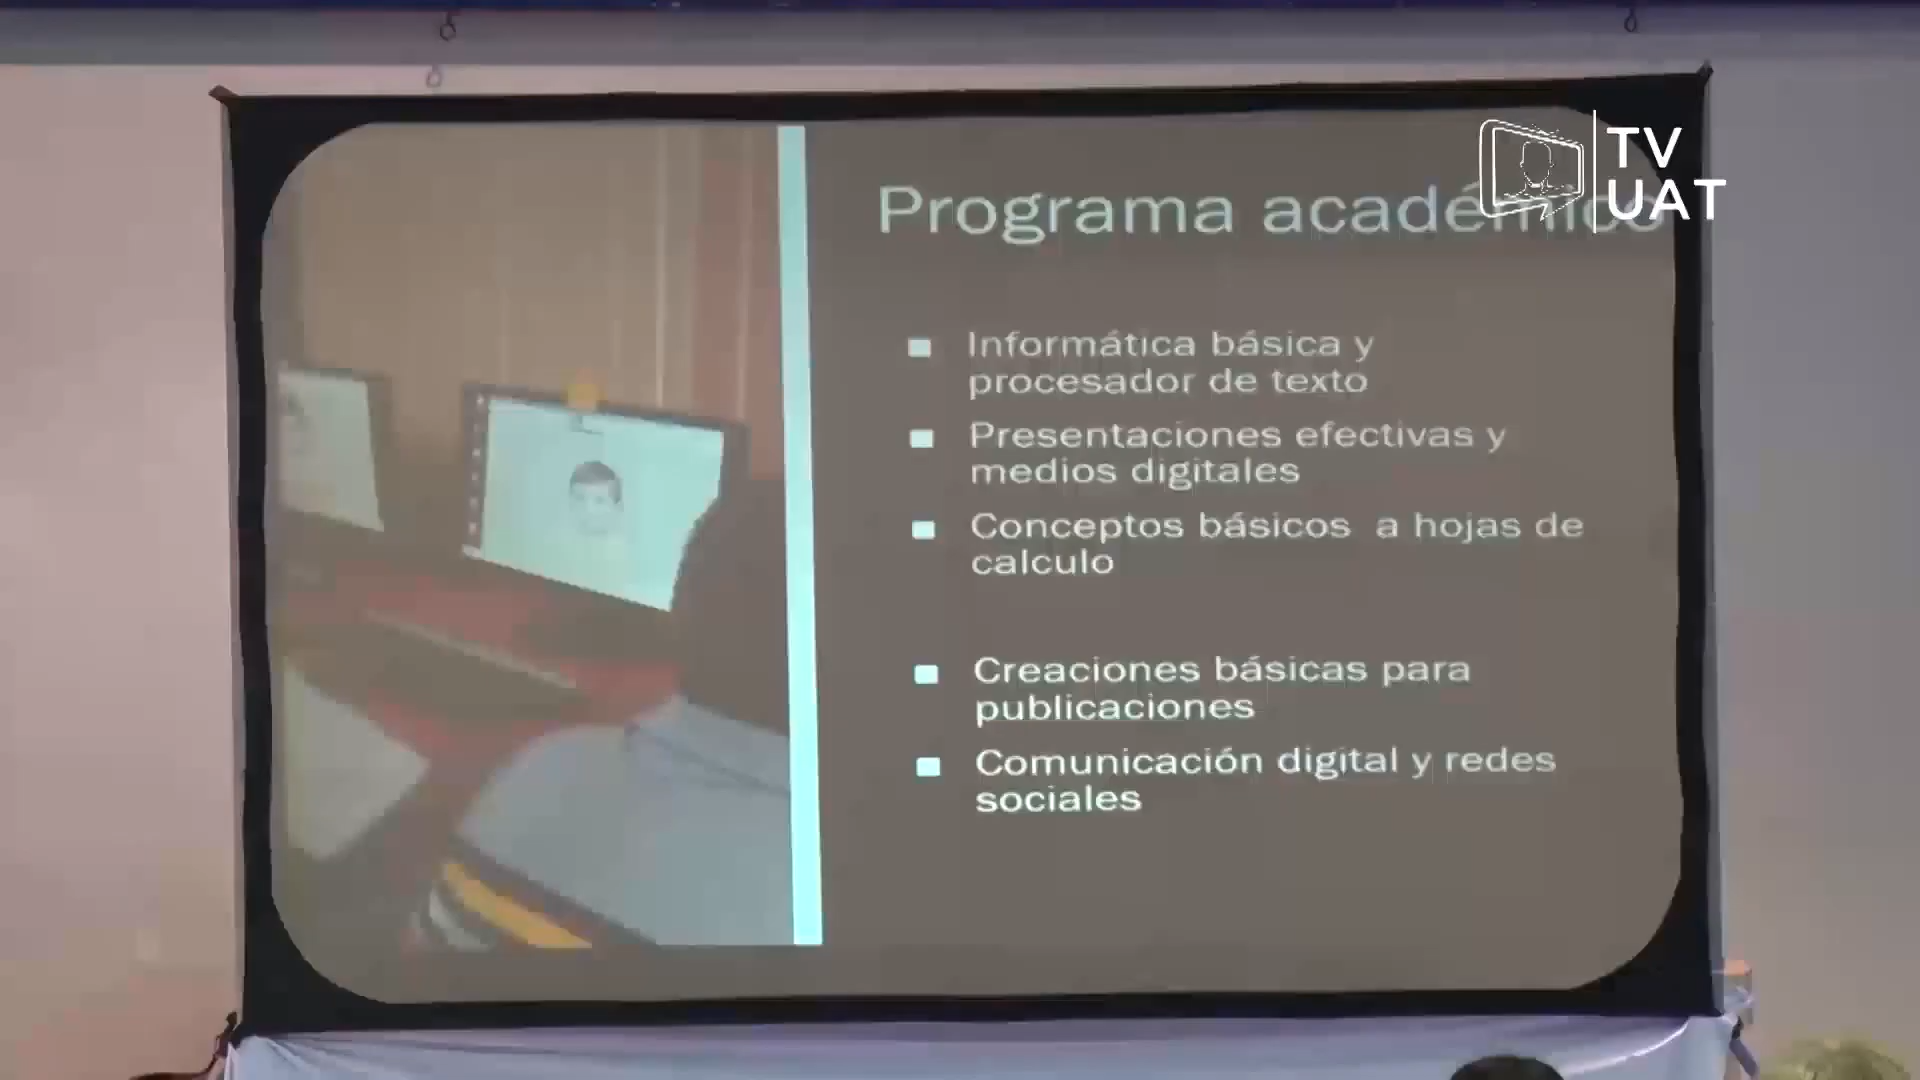 TV
UAT
Programa académico
Informática básica y
procesador de texto
Presentaciones efectivas y
medios digitales
Conceptos básicos a hojas de
calculo
Creaciones básicas para
publicaciones
Comunicación digital y redes
sociales